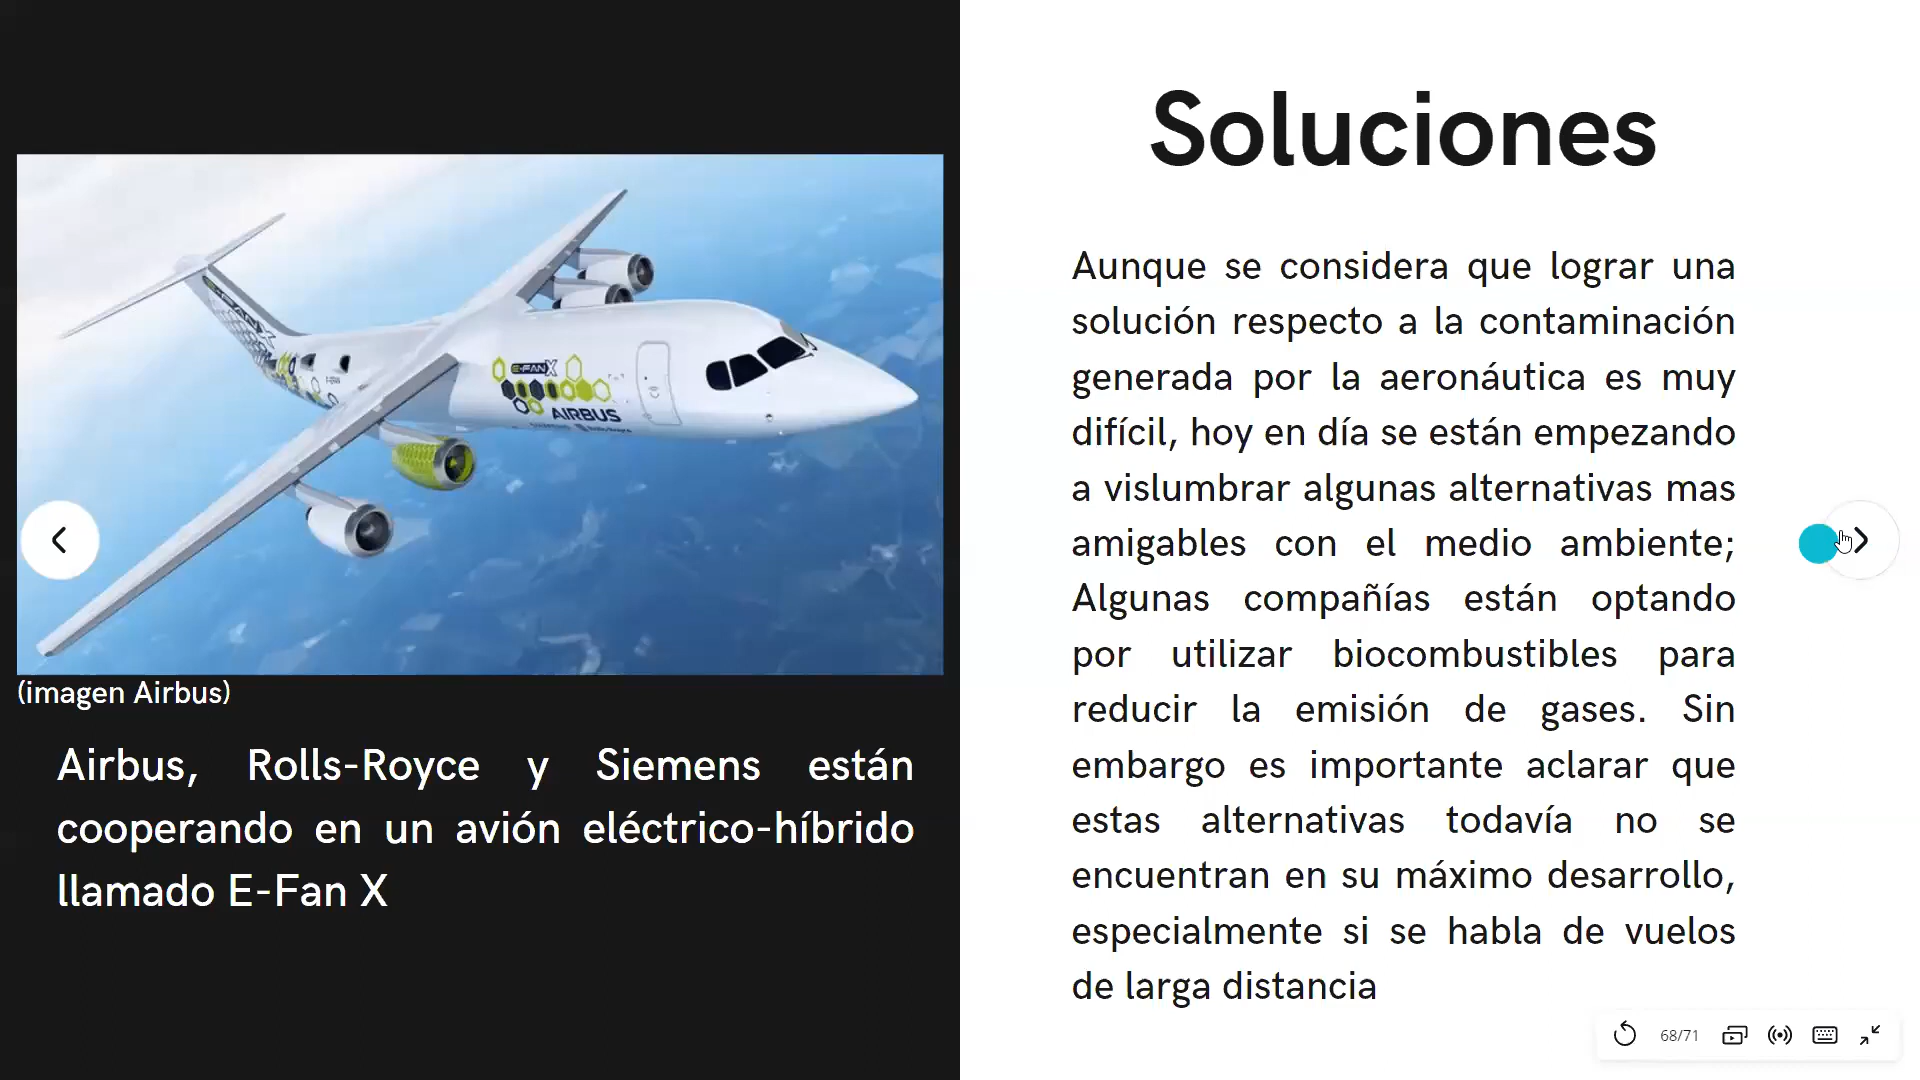 E-FAN X
AIRBUS
(imagen Airbus)
Airbus, Rolls-Royce y Siemens están
cooperando en un avión eléctrico-híbrido
llamado E-Fan X
Soluciones
Aunque se considera que lograr una
solución respecto a la contaminación
generada por la aeronáutica es muy
difícil, hoy en día se están empezando
a vislumbrar algunas alternativas mas
amigables con el medio ambiente;
Algunas compañías están optando
por utilizar biocombustibles para
reducir la emisión de gases. Sin
embargo es importante aclarar que
estas alternativas todavía no se
encuentran en su máximo desarrollo,
especialmente si se habla de vuelos
de larga distancia
68/71